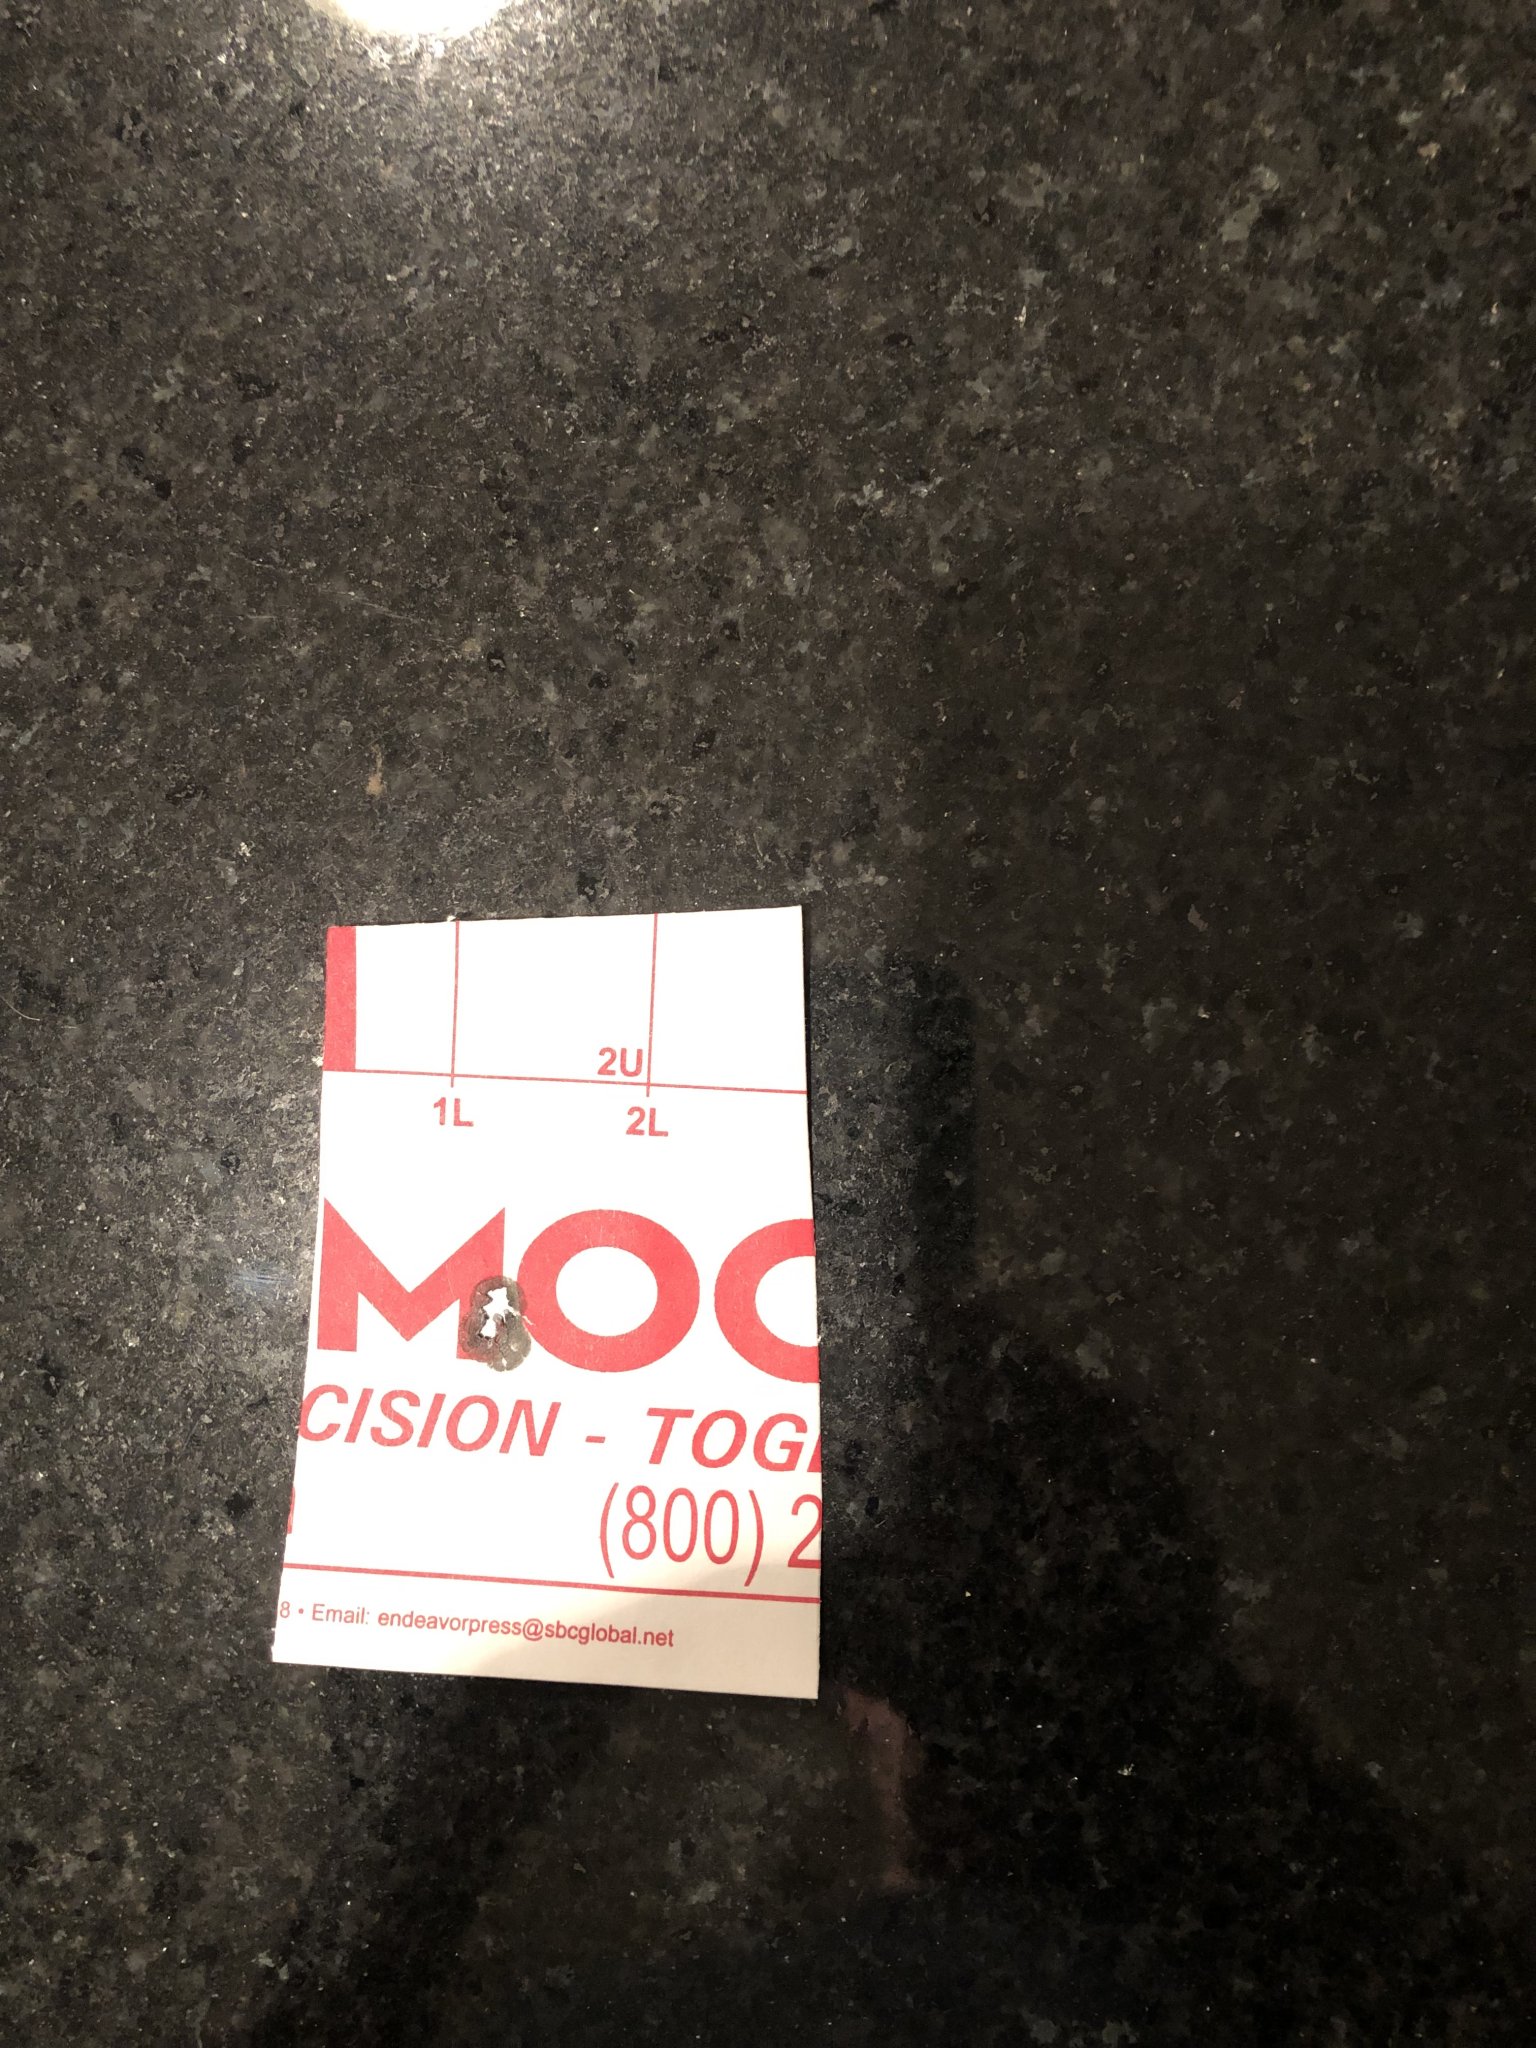 2U
1L 2L
MOC
CISION - TOG
(800) 2
8 • Email: endeavorpress@sbcglobal.net